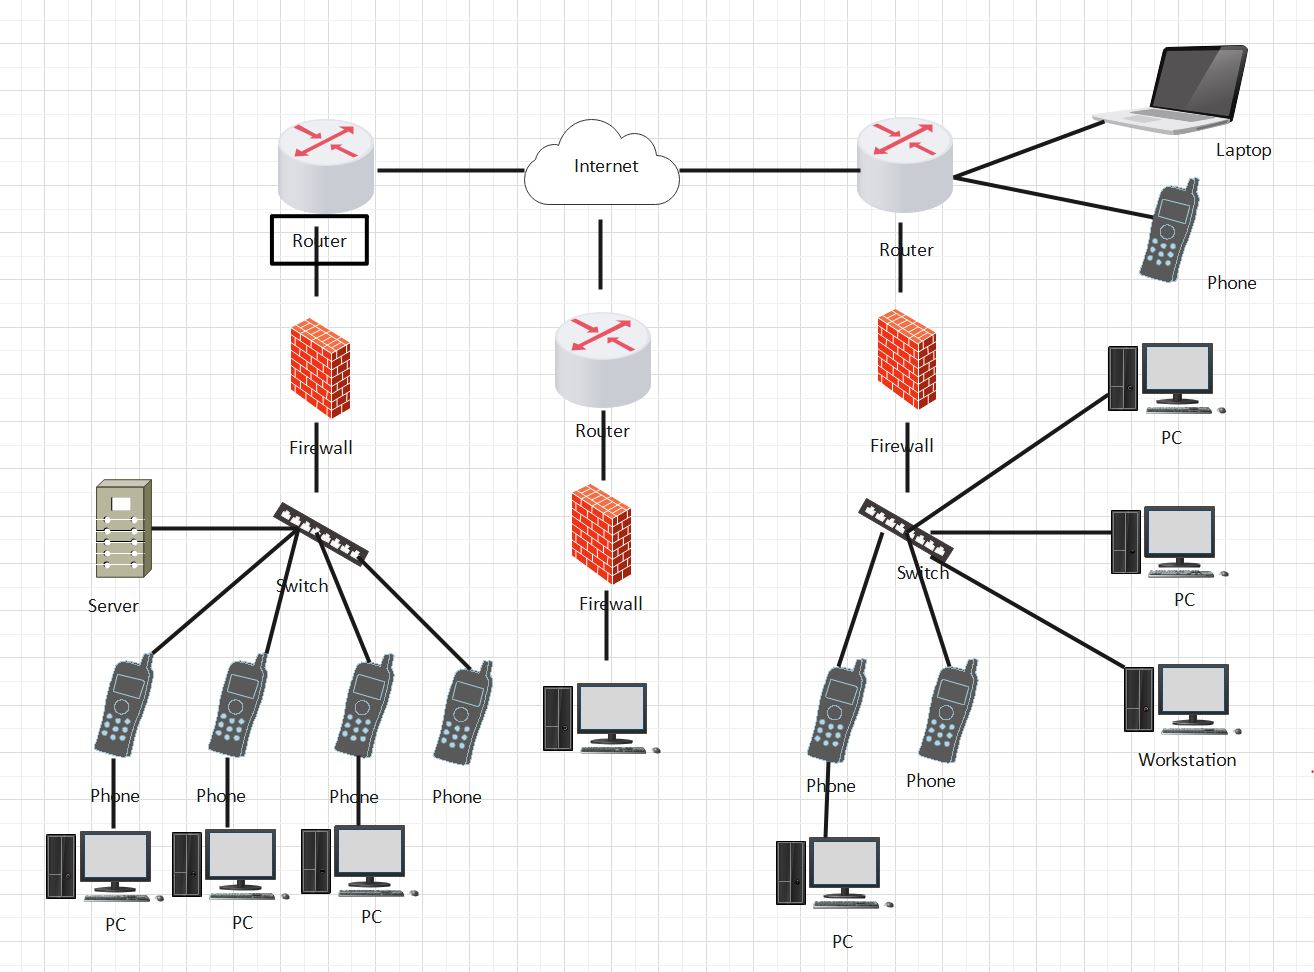 Internet
Laptop
Router
Router
Phone
Router
Firewall
Firewall
PC
Switch
Switch
Server
Firewall
PC
Workstation
Phone
Phone
Phone
Phone
Phone
Phone
PC
PC
PC
PC